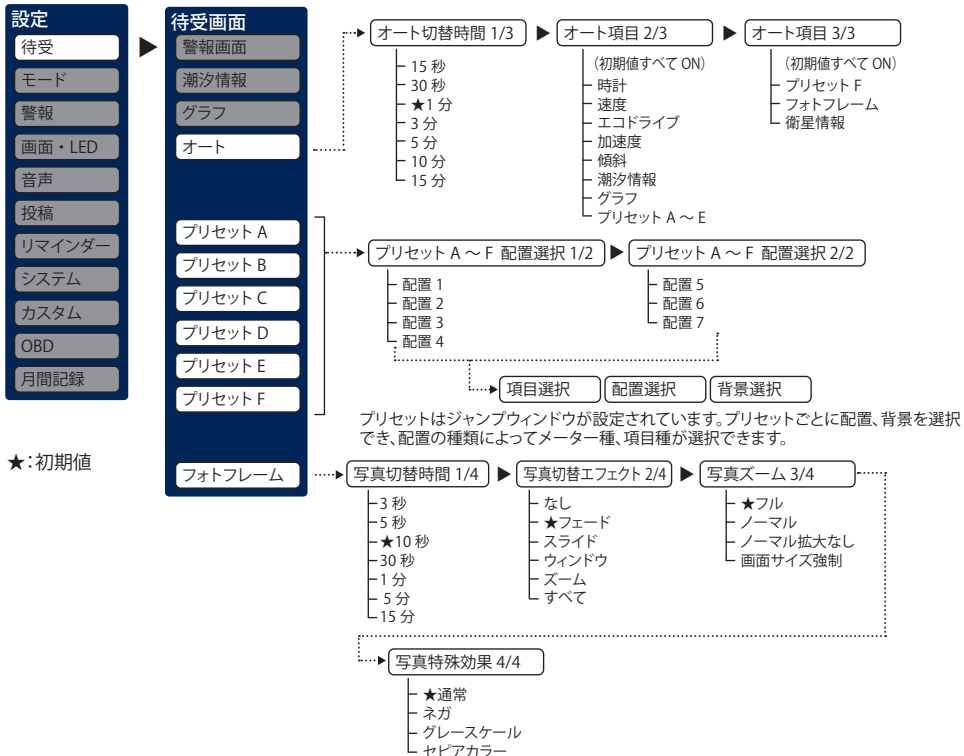 設定
待受
モード
警報
画面・LED
音声
投稿
リマインダー
システム
カスタム
OBD
月間記録
★：初期値
待受画面
警報画面
潮汐情報
グラフ
オート
プリセット A
プリセット B
プリセット C
プリセット D
プリセット E
プリセット F
フォトフレーム
オート切替時間 1/3
15 秒
30 秒
★1 分
3 分
5 分
10 分
15 分
オート項目 2/3
（初期値すべて ON）
時計
速度
エコドライブ
加速度
傾斜
潮汐情報
グラフ
プリセット A ～ E
オート項目 3/3
（初期値すべて ON）
プリセット F
フォトフレーム
衛星情報
プリセット A ～ F 配置選択 1/2
配置 1
配置 2
配置 3
配置 4
プリセット A ～ F 配置選択 2/2
配置 5
配置 6
配置 7
項目選択
配置選択
背景選択
プリセットはジャンプウィンドウが設定されています。プリセットごとに配置、背景を選択
でき、配置の種類によってメーター種、項目種が選択できます。
写真切替時間 1/4
3 秒
5 秒
★10 秒
30 秒
1 分
5 分
15 分
写真切替エフェクト 2/4
なし
★フェード
スライド
ウィンドウ
ズーム
すべて
写真ズーム 3/4
★フル
ノーマル
ノーマル拡大なし
画面サイズ強制
写真特殊効果 4/4
★通常
ネガ
グレースケール
セピアカラー